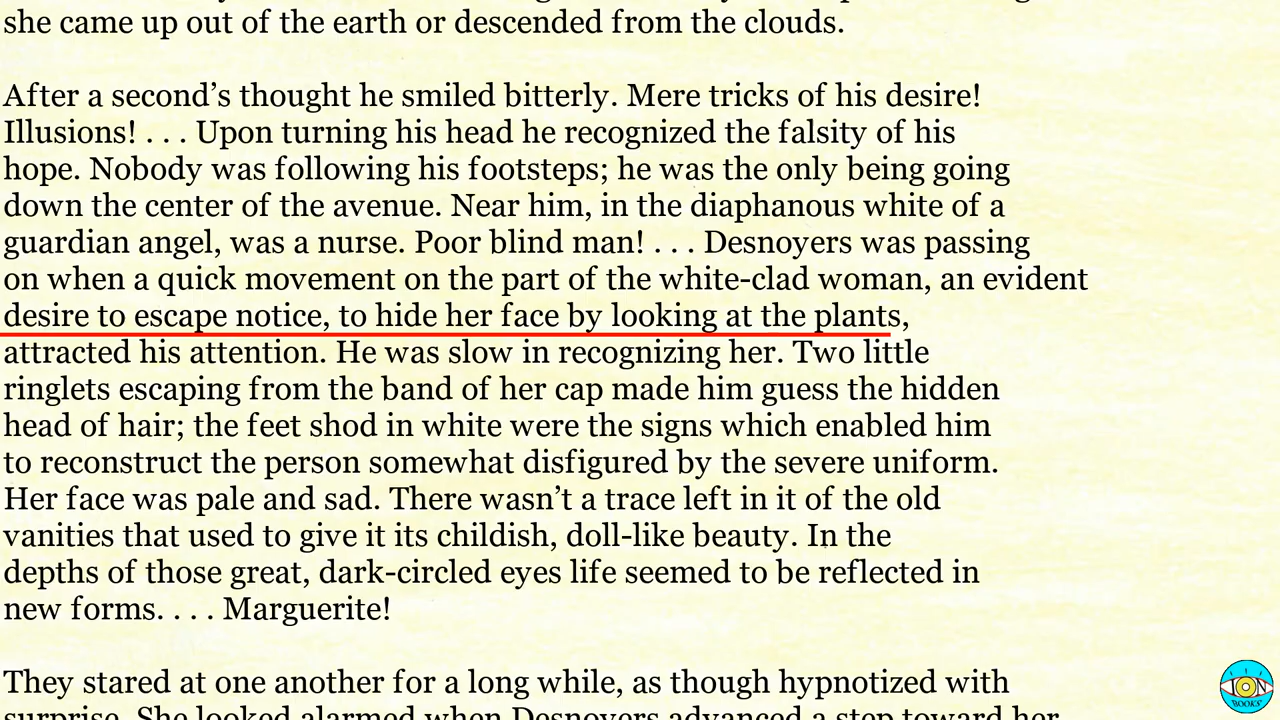 she came up out of the earth or descended from the clouds.
After a second’s thought he smiled bitterly. Mere tricks of his desire!
Illusions! . . . Upon turning his head he recognized the falsity of his
hope. Nobody was following his footsteps; he was the only being going
down the center of the avenue. Near him, in the diaphanous white of a
guardian angel, was a nurse. Poor blind man! . . . Desnoyers was passing
on when a quick movement on the part of the white-clad woman, an evident
desire to escape notice, to hide her face by looking at the plants,
attracted his attention. He was slow in recognizing her. Two little
ringlets escaping from the band of her cap made him guess the hidden
head of hair; the feet shod in white were the signs which enabled him
to reconstruct the person somewhat disfigured by the severe uniform.
Her face was pale and sad. There wasn’t a trace left in it of the old
vanities that used to give it its childish, doll-like beauty. In the
depths of those great, dark-circled eyes life seemed to be reflected in
new forms. . . . Marguerite!
They stared at one another for a long while, as though hypnotized with
surprise. She looked alarmed when Desnoyers advanced a step toward her.
ION
BOOKS